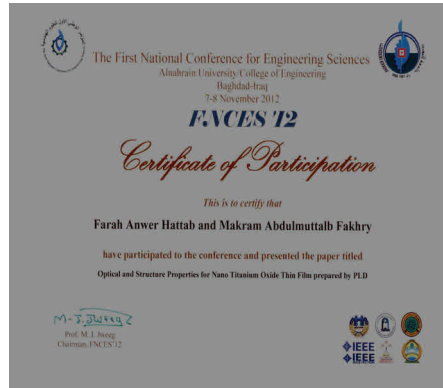 The First National Conference for Engineering Sciences
Alnahrain University/College of Engineering
Baghdad-Iraq
7-8 November 2012
FNCES'12
Certificate of Participation
This is to certify that
Farah Anwer Hattab and Makram Abdulmuttalb Fakhry
have participated to the conference and presented the paper titled
Optical and Structure Properties for Nano Titanium Oxide Thin Film prepared by PLD
M. J. Jweeg
Prof. M. J. Jweeg
Chairman, FNCES'12
IEEE
IEEE